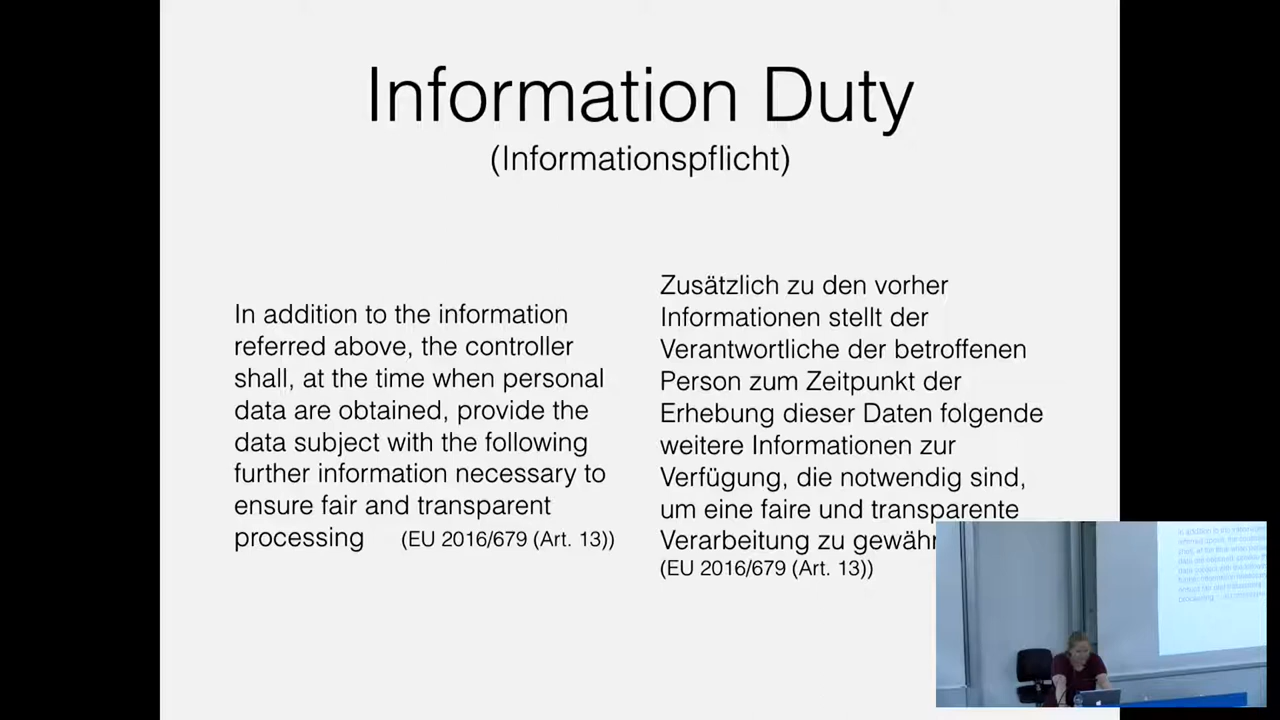 Information Duty
(Informationspflicht)
In addition to the information
referred above, the controller
shall, at the time when personal
data are obtained, provide the
data subject with the following
further information necessary to
ensure fair and transparent
processing (EU 2016/679 (Art. 13))
Zusätzlich zu den vorher
Informationen stellt der
Verantwortliche der betroffenen
Person zum Zeitpunkt der
Erhebung dieser Daten folgende
weitere Informationen zur
Verfügung, die notwendig sind,
um eine faire und transparente
Verarbeitung zu gewähr
(EU 2016/679 (Art. 13))